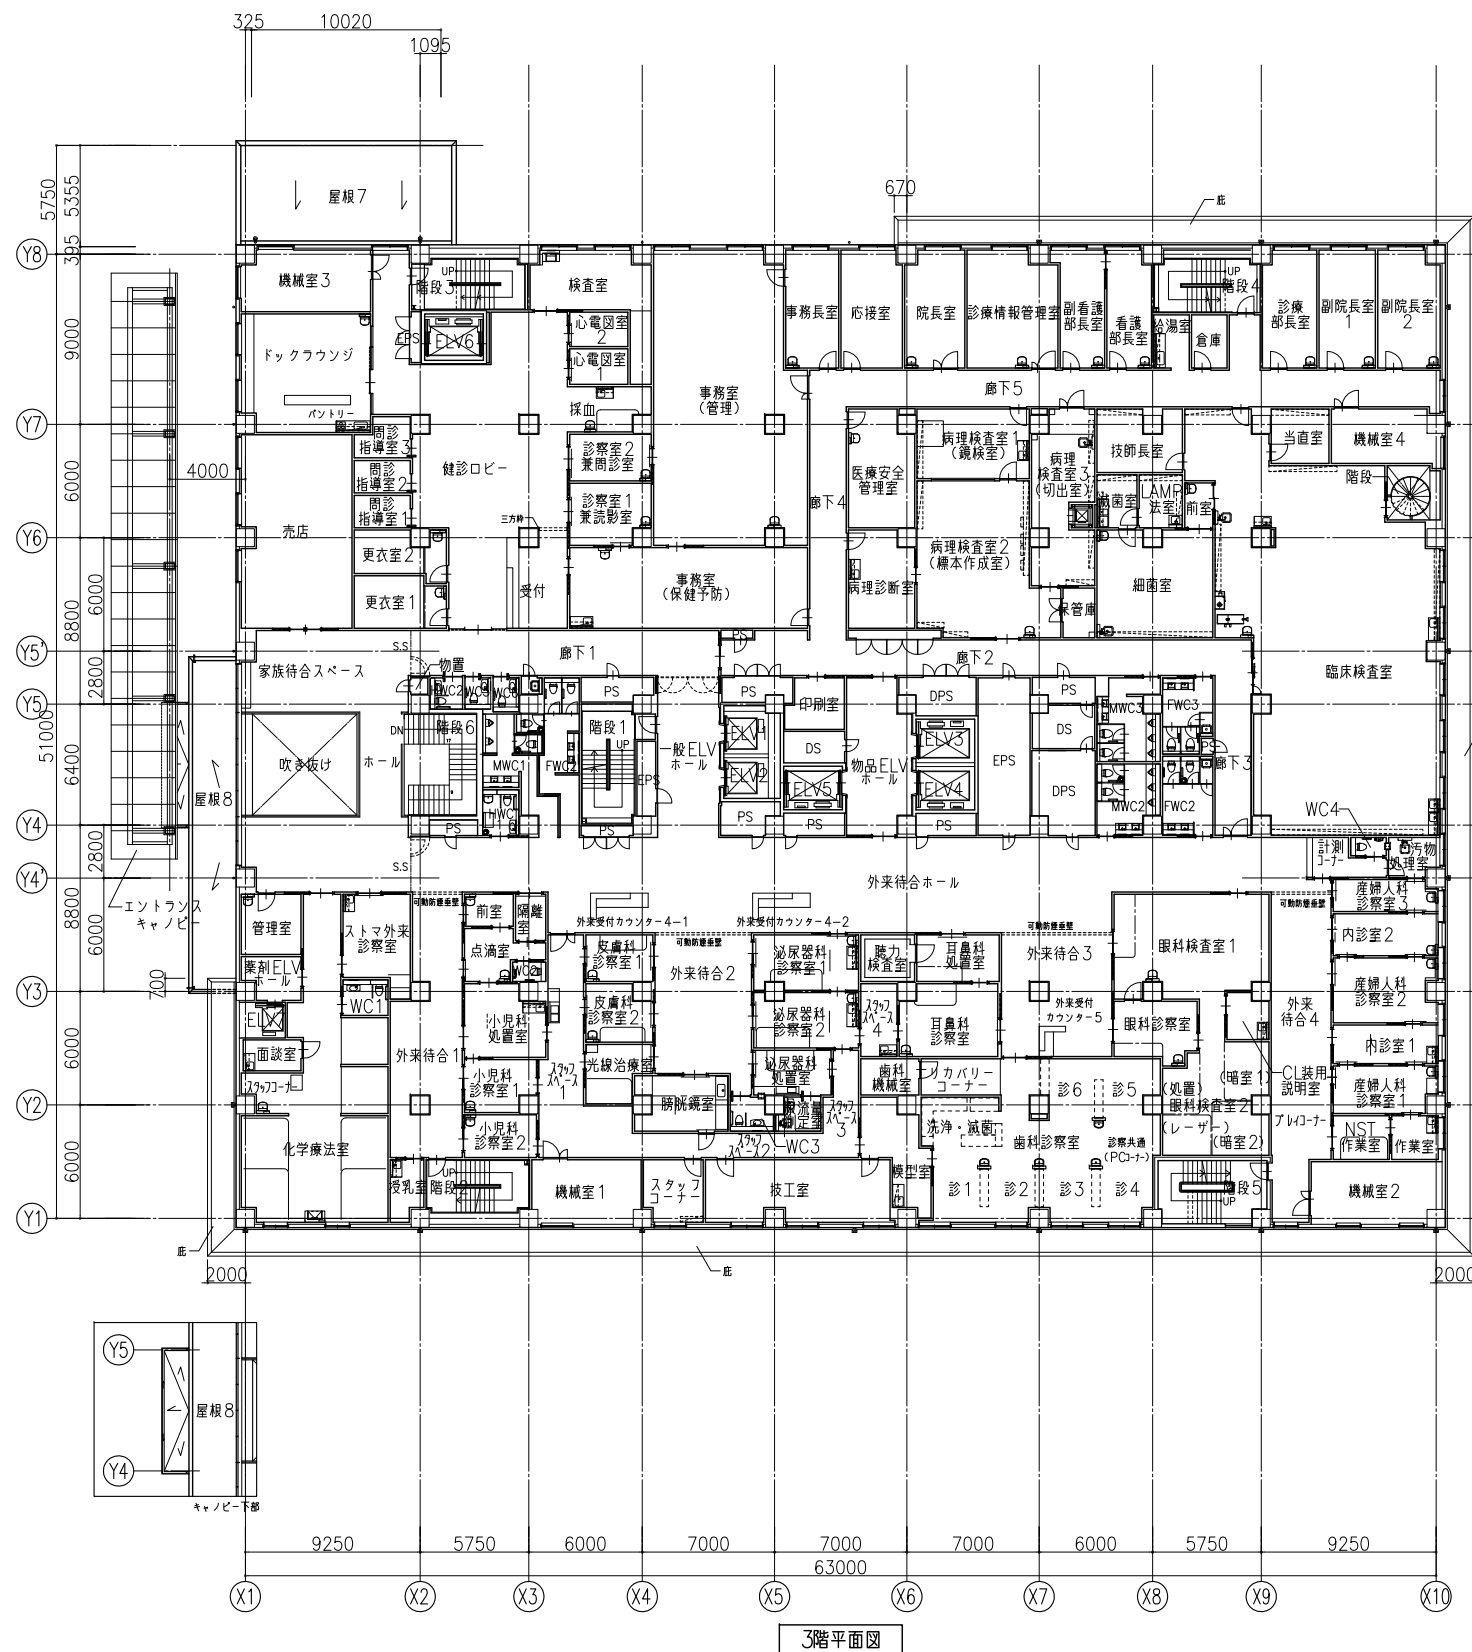 325
10020
1095
5750
5355
395
屋根7
670
庇
Y8
機械室3
UP
階段3
検査室
事務長室
応接室
院長室
診療情報管理室
副看護
部長室
看護
部長室
UP
階段4
給湯室
倉庫
診療
部長室
副院長室
1
副院長室
2
9000
EPS
ELV6
心電図室
2
心電図室
1
ドックラウンジ
パントリー
採血
事務室
(管理)
廊下5
Y7
4000
6000
問診
指導室3
問診
指導室2
問診
指導室1
健診ロビー
診察室2
兼問診室
診察室1
兼読影室
三方枠
医療安全
管理室
廊下4
病理検査室1
(鏡検室)
病理
検査室3
(切出室)
技師長室
滅菌室
LAMP
法室
前室
当直室
機械室4
階段
売店
Y6
更衣室2
更衣室1
受付
事務室
(保健予防)
病理検査室2
(標本作成室)
病理診断室
保管庫
細菌室
6000
8800
Y5'
S.S
家族待合スペース
物置
廊下1
PS
廊下2
臨床検査室
2800
Y5
51000
HWC2
WC5
WC6
PS
PS
印刷室
DPS
PS
DS
MWC3
FWC3
PS
DN
階段6
階段1
UP
MWC1
FWC2
一般ELV
ホール
ELV1
ELV2
DS
ELV5
物品ELV
ホール
ELV3
ELV4
EPS
DPS
廊下3
吹き抜け
ホール
EPS
MWC2
FWC2
6400
屋根8
HWC
PS
PS
PS
PS
PS
Y4
2800
S.S
WC4
計測
コーナー
汚物
処理室
Y4'
外来待合ホール
エントランス
キャノピー
8800
6000
管理室
ストマ外来
診察室
可動防煙垂壁
前室
隔離
室
外来受付カウンター4-1
外来受付カウンター4-2
可動防煙垂壁
可動防煙垂壁
可動防煙垂壁
産婦人科
診察室3
点滴室
皮膚科
診察室1
外来待合2
泌尿器科
診察室1
聴力
検査室
耳鼻科
処置室
外来待合3
眼科検査室1
内診室2
薬剤ELV
ホール
WC2
700
Y3
WC1
皮膚科
診察室2
泌尿器科
診察室2
スタッフ
スペース
4
耳鼻科
診察室
外来受付
カウンター5
眼科診察室
外来
待合4
産婦人科
診察室2
小児科
処置室
面談室
外来待合1
光線治療室
泌尿器科
処置室
内診室1
6000
スタッフコーナー
小児科
診察室1
スタッフ
スペース
1
歯科
機械室
リカバリー
コーナー
診6
診5
(処置)
眼科検査室2
(レーザー)
(暗室1)
(暗室2)
CL装用
説明室
産婦人科
診察室1
Y2
膀胱鏡室
スタッフ
スペース
3
洗浄・滅菌
歯科診察室
診察共通
(PCコーナー)
プレイコーナー
化学療法室
小児科
診察室2
スタッフ
スペース2
WC3
NST
作業室
作業室
6000
授乳室
UP
階段2
機械室1
スタッフ
コーナー
技工室
模型室
診1
診2
診3
診4
階段5
UP
機械室2
Y1
庇
庇
2000
2000
Y5
屋根8
Y4
キャノピー下部
9250
5750
6000
7000
7000
7000
6000
5750
9250
63000
X1
X2
X3
X4
X5
X6
X7
X8
X9
X10
3階平面図